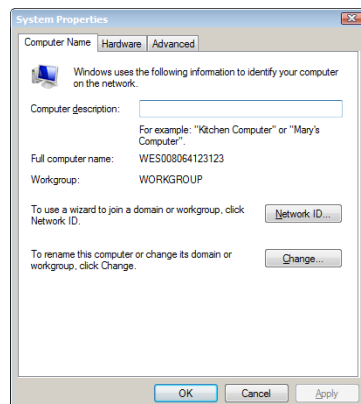 System Properties
Computer Name Hardware Advanced
Windows uses the following information to identify your computer
on the network.
Computer description:
For example: "Kitchen Computer" or "Mary's
Computer".
Full computer name: WES008064123123
Workgroup: WORKGROUP
To use a wizard to join a domain or workgroup, click
Network ID.
Network ID...
To rename this computer or change its domain or
workgroup, click Change.
Change...
OK Cancel Apply